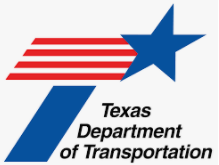 Texas
Department
of Transportation